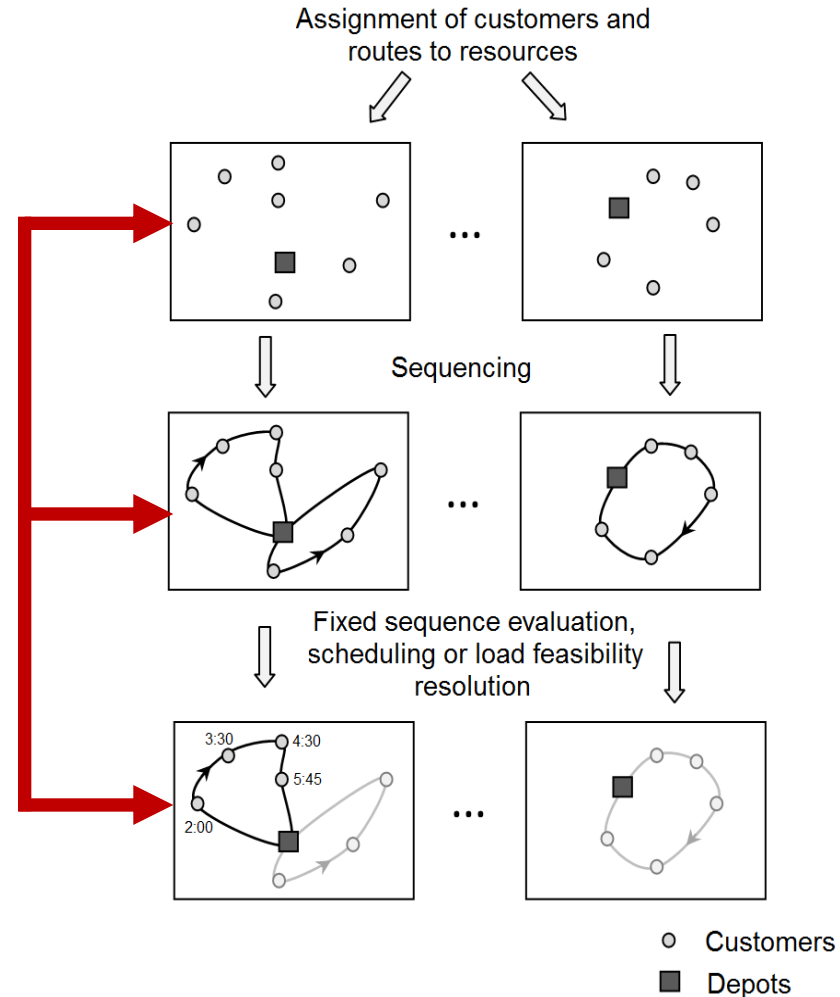 Assignment of customers and
routes to resources
...
Sequencing
...
Fixed sequence evaluation,
scheduling or load feasibility
resolution
3:30
4:30
5:45
2:00
...
Customers
Depots